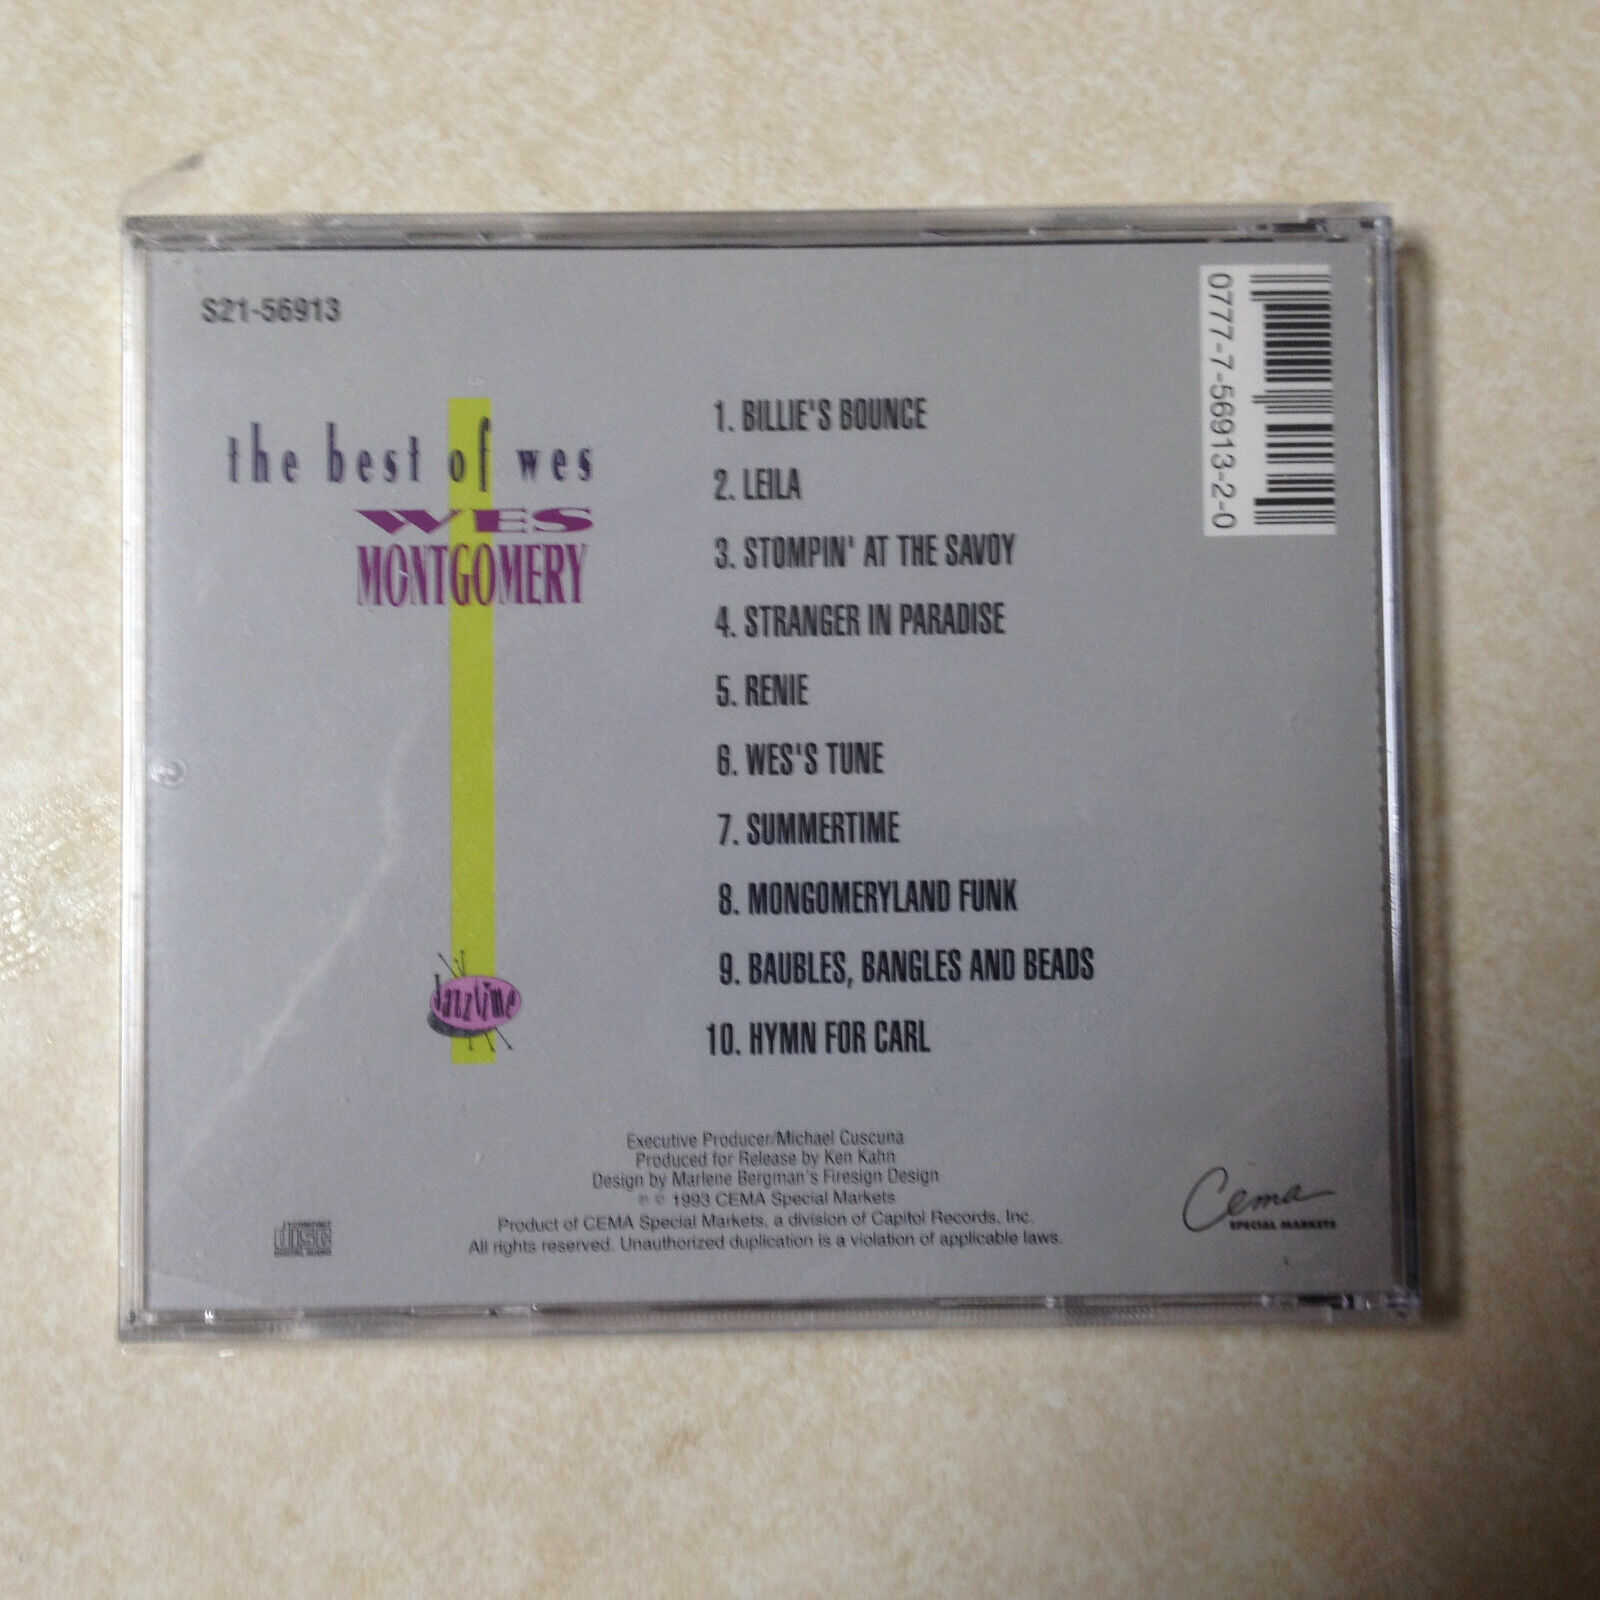 S21-56913
0777-7-56913-2-0
the best of wes
WES
MONTGOMERY
Jazztime
1. BILLIE'S BOUNCE
2. LEILA
3. STOMPIN' AT THE SAVOY
4. STRANGER IN PARADISE
5. RENIE
6. WES'S TUNE
7. SUMMERTIME
8. MONGOMERYLAND FUNK
9. BAUBLES, BANGLES AND BEADS
10. HYMN FOR CARL
Executive Producer/Michael Cuscuna
Produced for Release by Ken Kahn
Design by Marlene Bergman's Firesign Design
℗ © 1993 CEMA Special Markets
Product of CEMA Special Markets, a division of Capitol Records, Inc.
All rights reserved. Unauthorized duplication is a violation of applicable laws.
disc
Cema
SPECIAL MARKETS